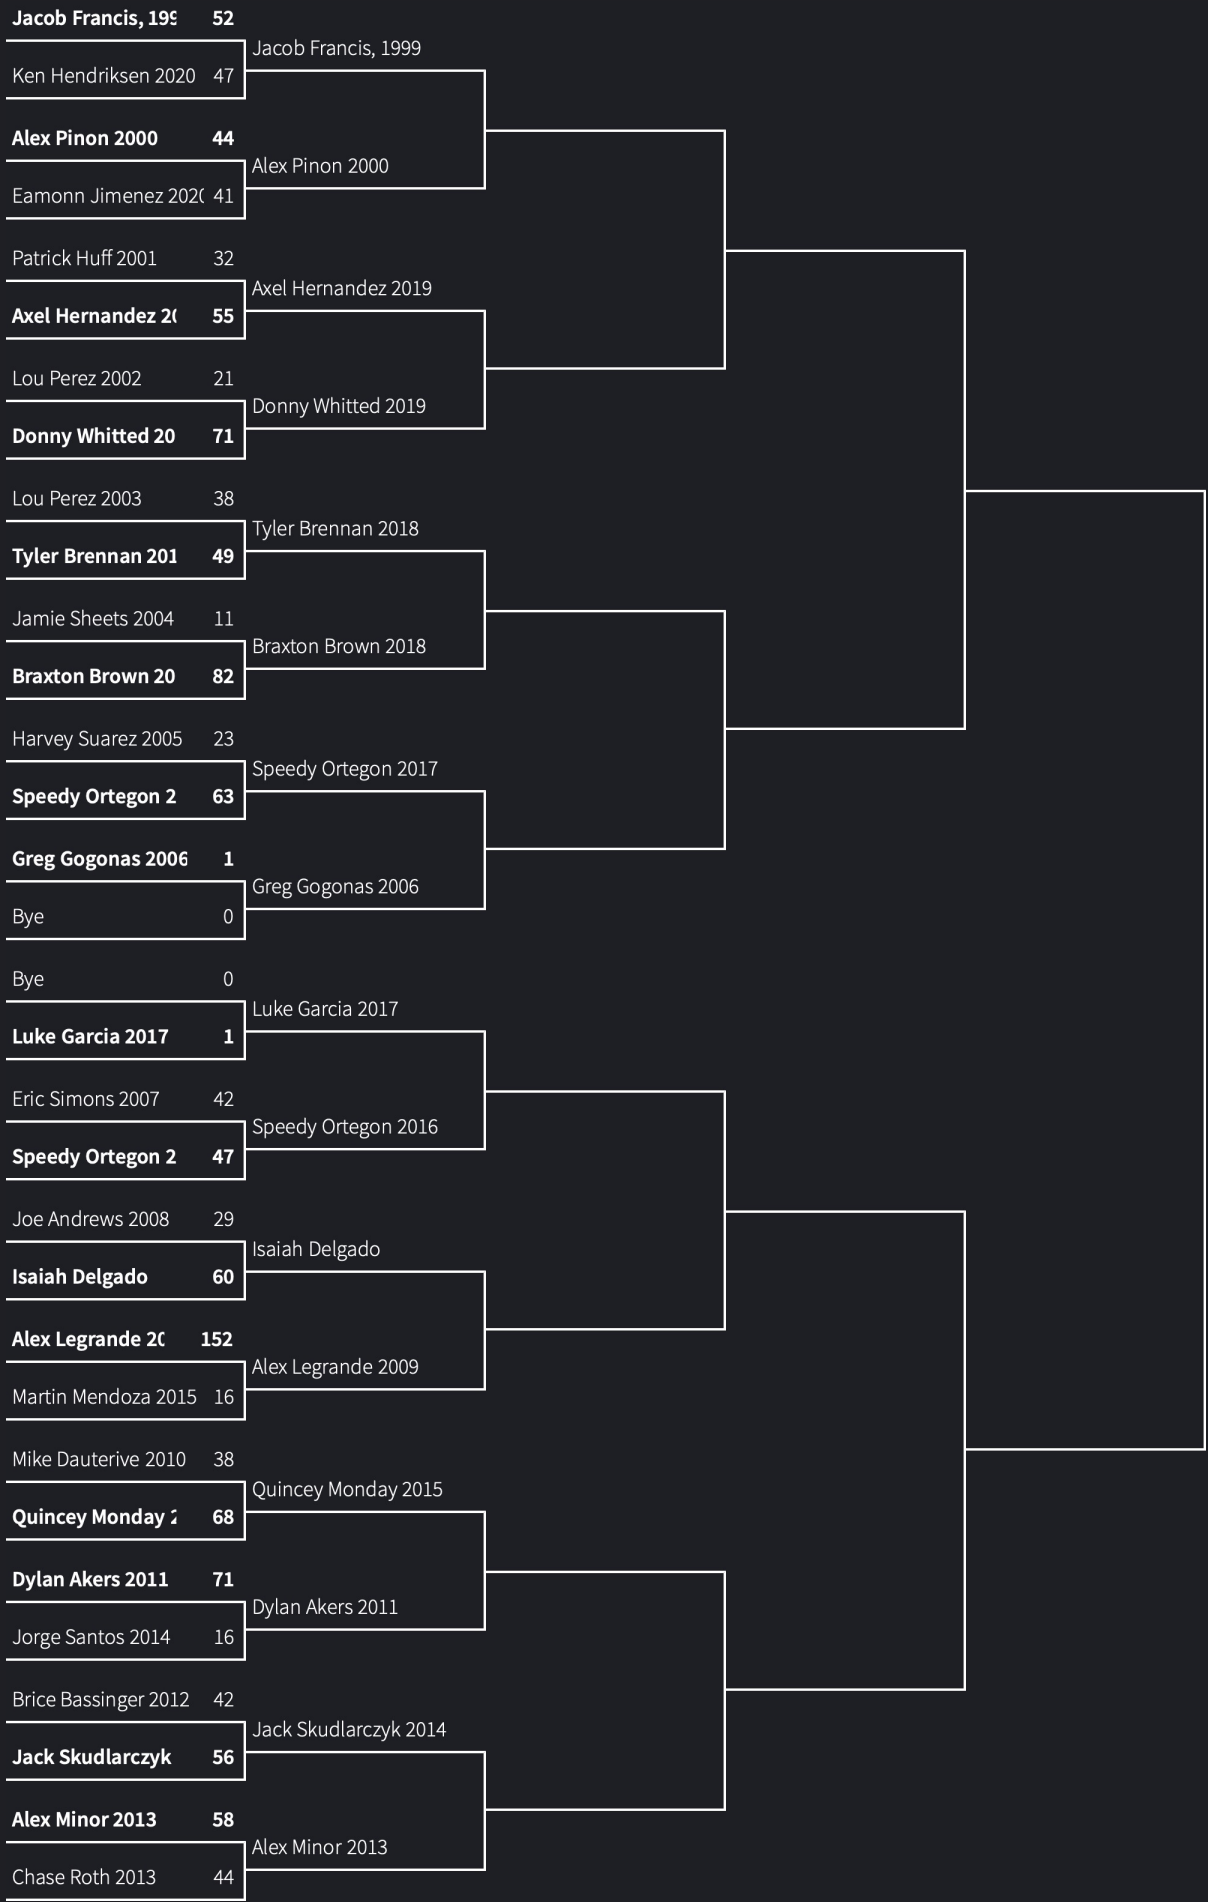 Jacob Francis, 199 52
Jacob Francis, 1999
Ken Hendriksen 2020 47
Alex Pinon 2000 44
Alex Pinon 2000
Eamonn Jimenez 2020 41
Patrick Huff 2001 32
Axel Hernandez 2019
Axel Hernandez 20 55
Lou Perez 2002 21
Donny Whitted 2019
Donny Whitted 20 71
Lou Perez 2003 38
Tyler Brennan 2018
Tyler Brennan 201 49
Jamie Sheets 2004 11
Braxton Brown 2018
Braxton Brown 20 82
Harvey Suarez 2005 23
Speedy Ortegon 2017
Speedy Ortegon 2 63
Greg Gogonas 2006 1
Greg Gogonas 2006
Bye 0
Bye 0
Luke Garcia 2017
Luke Garcia 2017 1
Eric Simons 2007 42
Speedy Ortegon 2016
Speedy Ortegon 2 47
Joe Andrews 2008 29
Isaiah Delgado
Isaiah Delgado 60
Alex Legrande 20 152
Alex Legrande 2009
Martin Mendoza 2015 16
Mike Dauterive 2010 38
Quincey Monday 2015
Quincey Monday 2 68
Dylan Akers 2011 71
Dylan Akers 2011
Jorge Santos 2014 16
Brice Bassinger 2012 42
Jack Skudlarczyk 2014
Jack Skudlarczyk 56
Alex Minor 2013 58
Alex Minor 2013
Chase Roth 2013 44